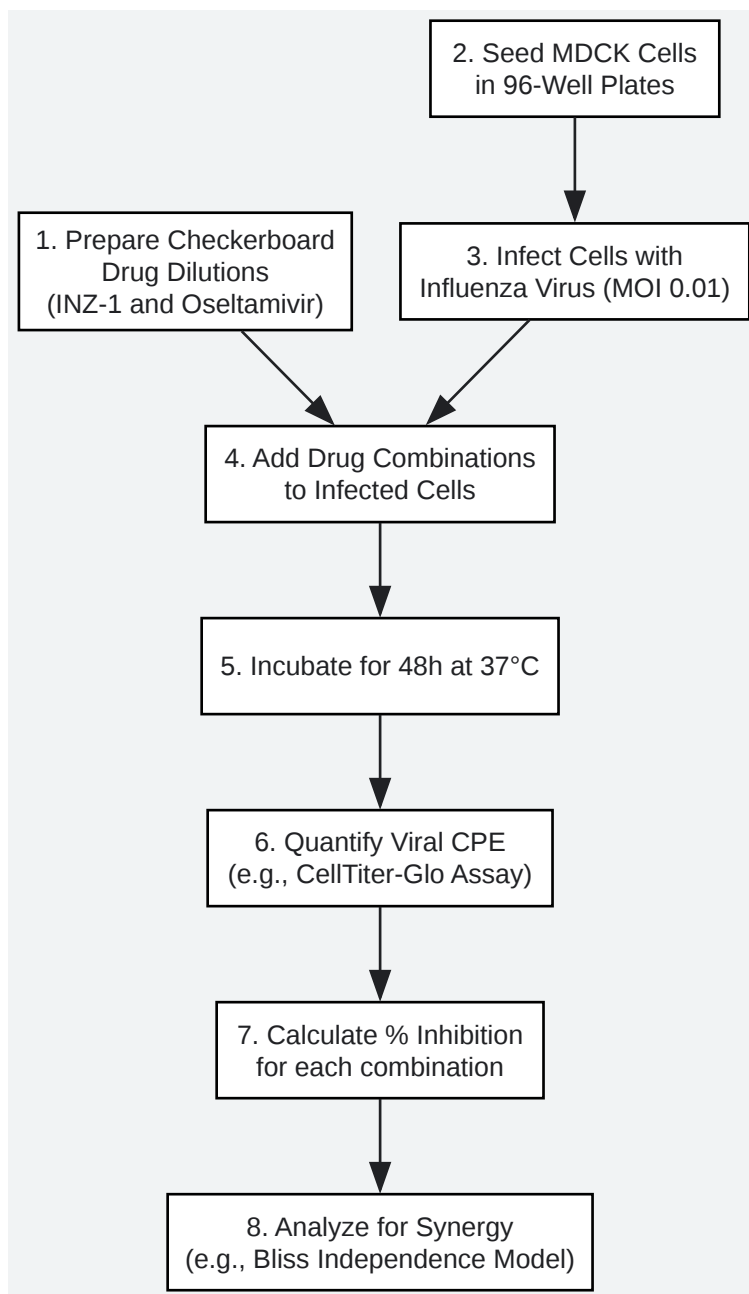 2. Seed MDCK Cells
in 96-Well Plates
1. Prepare Checkerboard
Drug Dilutions
(INZ-1 and Oseltamivir)
3. Infect Cells with
Influenza Virus (MOI 0.01)
4. Add Drug Combinations
to Infected Cells
5. Incubate for 48h at 37°C
6. Quantify Viral CPE
(e.g., CellTiter-Glo Assay)
7. Calculate % Inhibition
for each combination
8. Analyze for Synergy
(e.g., Bliss Independence Model)